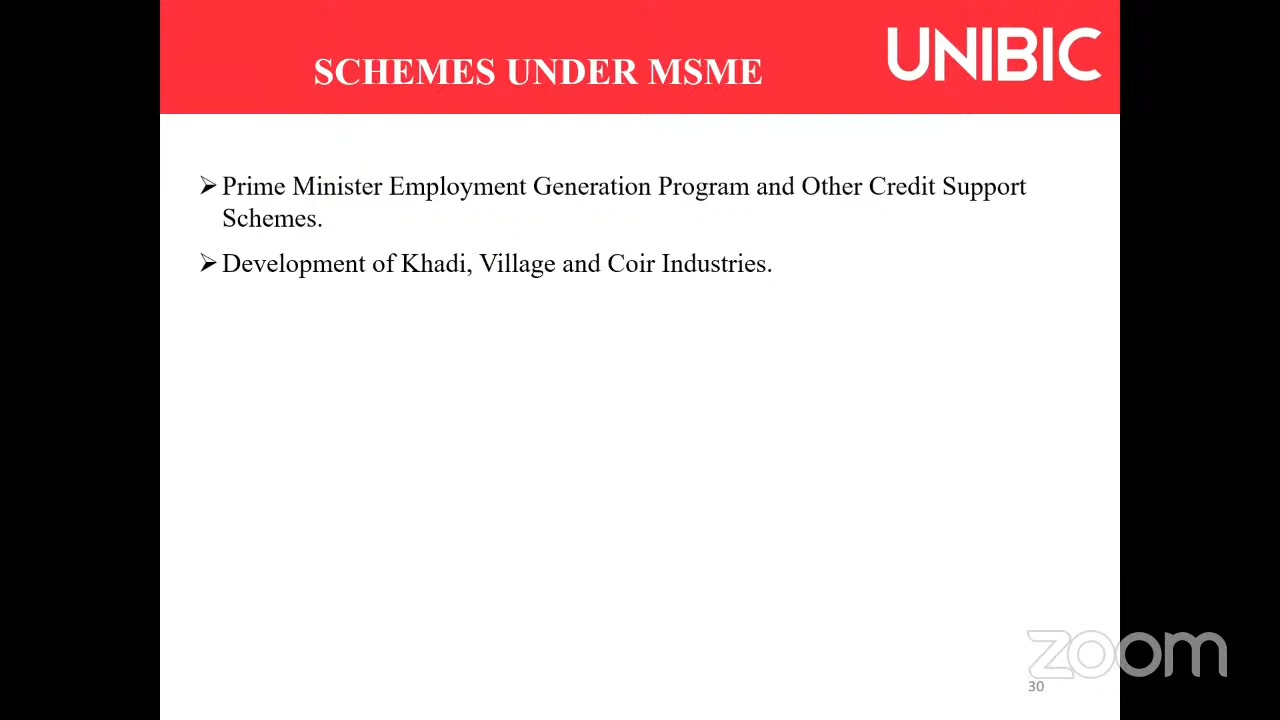 SCHEMES UNDER MSME
UNIBIC
➢Prime Minister Employment Generation Program and Other Credit Support
Schemes.
➢Development of Khadi, Village and Coir Industries.
zoom
30